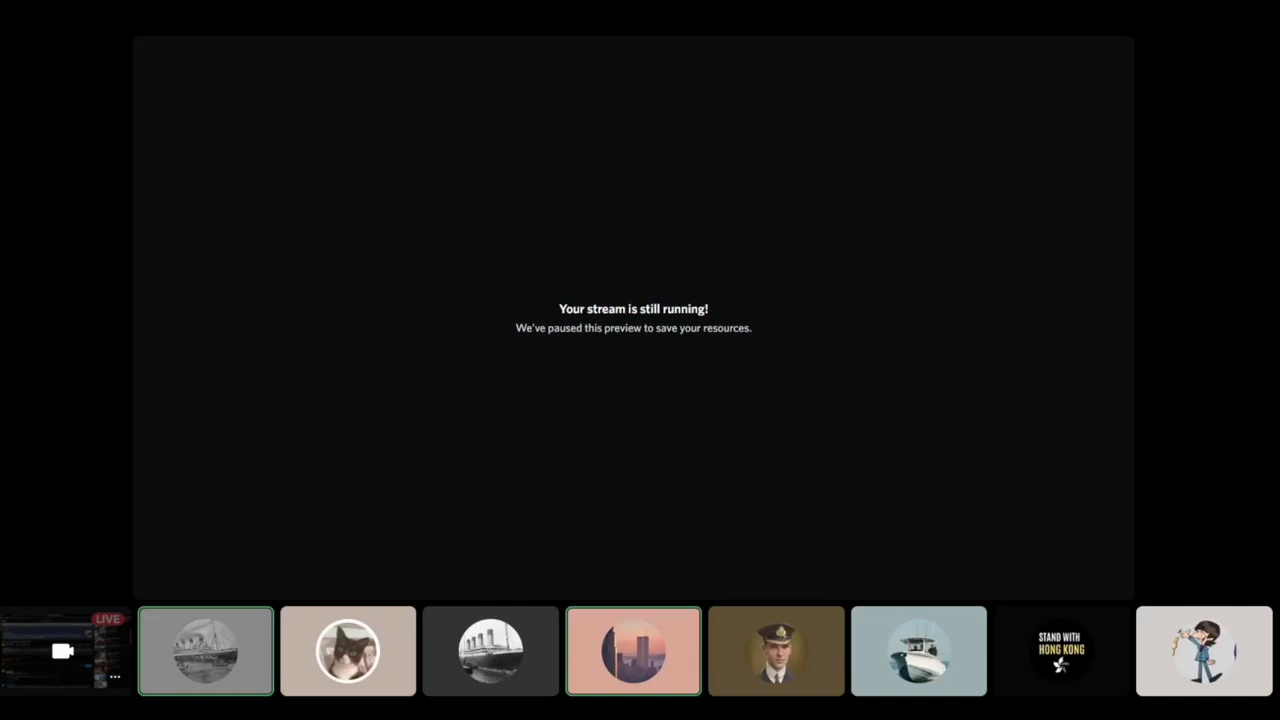 Your stream is still running!
We've paused this preview to save your resources.
LIVE
STAND WITH
HONG KONG